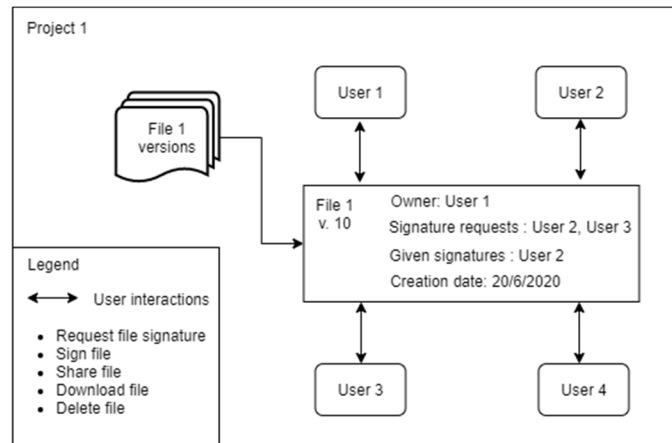 Project 1
User 1
User 2
File 1
versions
File 1
v. 10
Owner: User 1
Signature requests : User 2, User 3
Given signatures : User 2
Creation date: 20/6/2020
Legend
User interactions
Request file signature
Sign file
Share file
Download file
Delete file
User 3
User 4